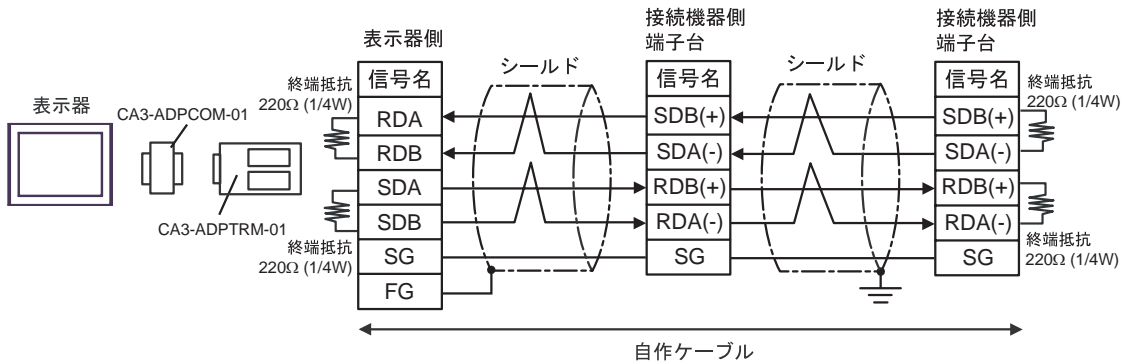 表示器
CA3-ADPCOM-01
CA3-ADPTRM-01
終端抵抗
220Ω (1/4W)
終端抵抗
220Ω (1/4W)
表示器側
信号名
RDA
RDB
SDA
SDB
SG
FG
シールド
接続機器側
端子台
信号名
SDB(+)
SDA(-)
RDB(+)
RDA(-)
SG
シールド
接続機器側
端子台
信号名
SDB(+)
SDA(-)
RDB(+)
RDA(-)
SG
終端抵抗
220Ω (1/4W)
終端抵抗
220Ω (1/4W)
自作ケーブル